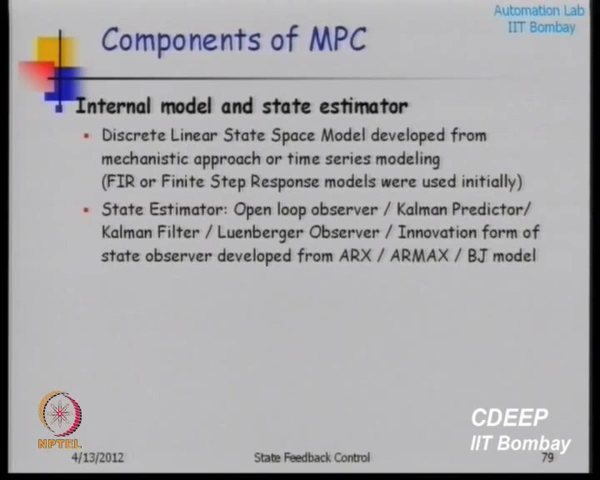 Automation Lab
IIT Bombay
Components of MPC
Internal model and state estimator
Discrete Linear State Space Model developed from
mechanistic approach or time series modeling
(FIR or Finite Step Response models were used initially)
State Estimator: Open loop observer / Kalman Predictor/
Kalman Filter / Luenberger Observer / Innovation form of
state observer developed from ARX / ARMAX / BJ model
NPTEL
CDEEP
IIT Bombay
4/13/2012
State Feedback Control
79